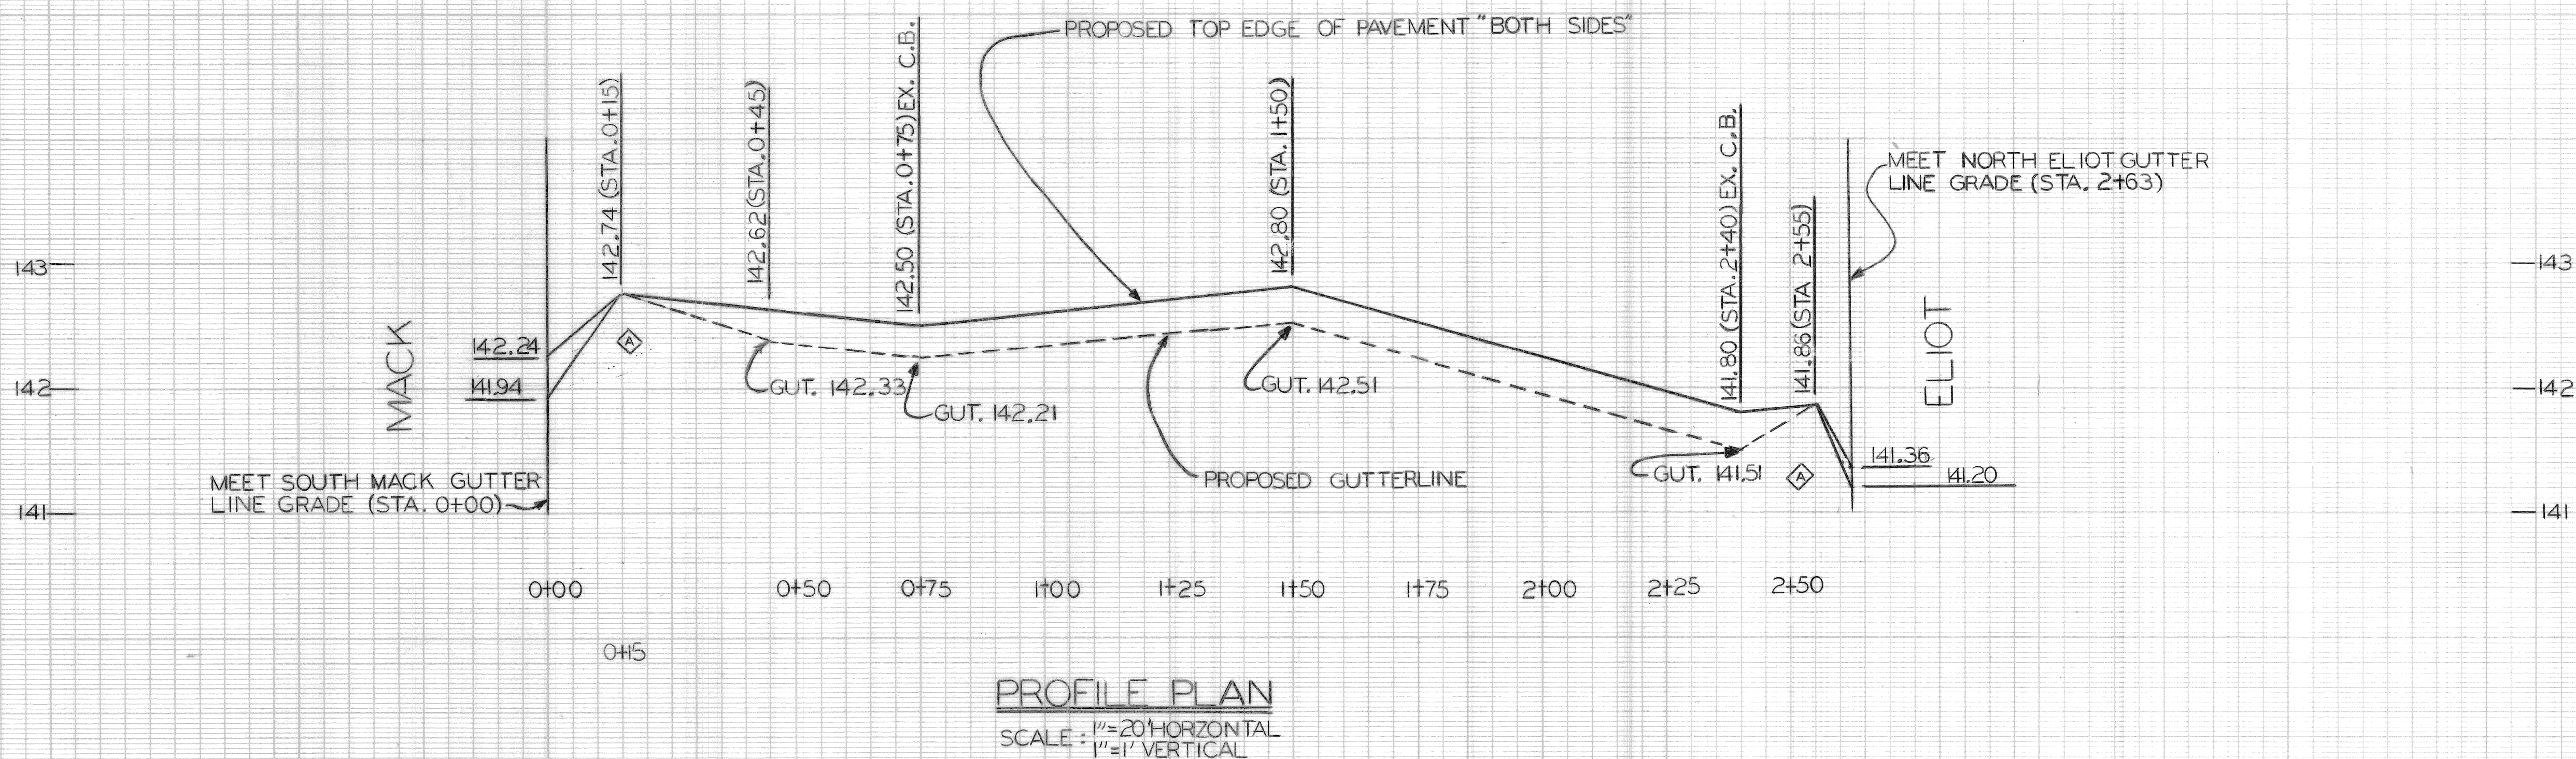 PROPOSED TOP EDGE OF PAVEMENT "BOTH SIDES"
142.74 (STA. 0+15)
142.62 (STA. 0+45)
142.50 (STA. 0+75) EX. C.B.
142.80 (STA. 1+50)
141.80 (STA. 2+40) EX. C.B.
141.86 (STA 2+55)
MEET NORTH ELIOT GUTTER
LINE GRADE (STA. 2+63)
143
143
MACK
142.24
141.94
A
GUT. 142.33
GUT. 142.21
GUT. 142.51
ELIOT
142
142
PROPOSED GUTTERLINE
GUT. 141.51
A
141.36
141.20
MEET SOUTH MACK GUTTER
LINE GRADE (STA. 0+00)
141
141
0+00
0+50
0+75
1+00
1+25
1+50
1+75
2+00
2+25
2+50
0+15
PROFILE PLAN
SCALE: 1"=20' HORZONTAL
1"=1' VERTICAL